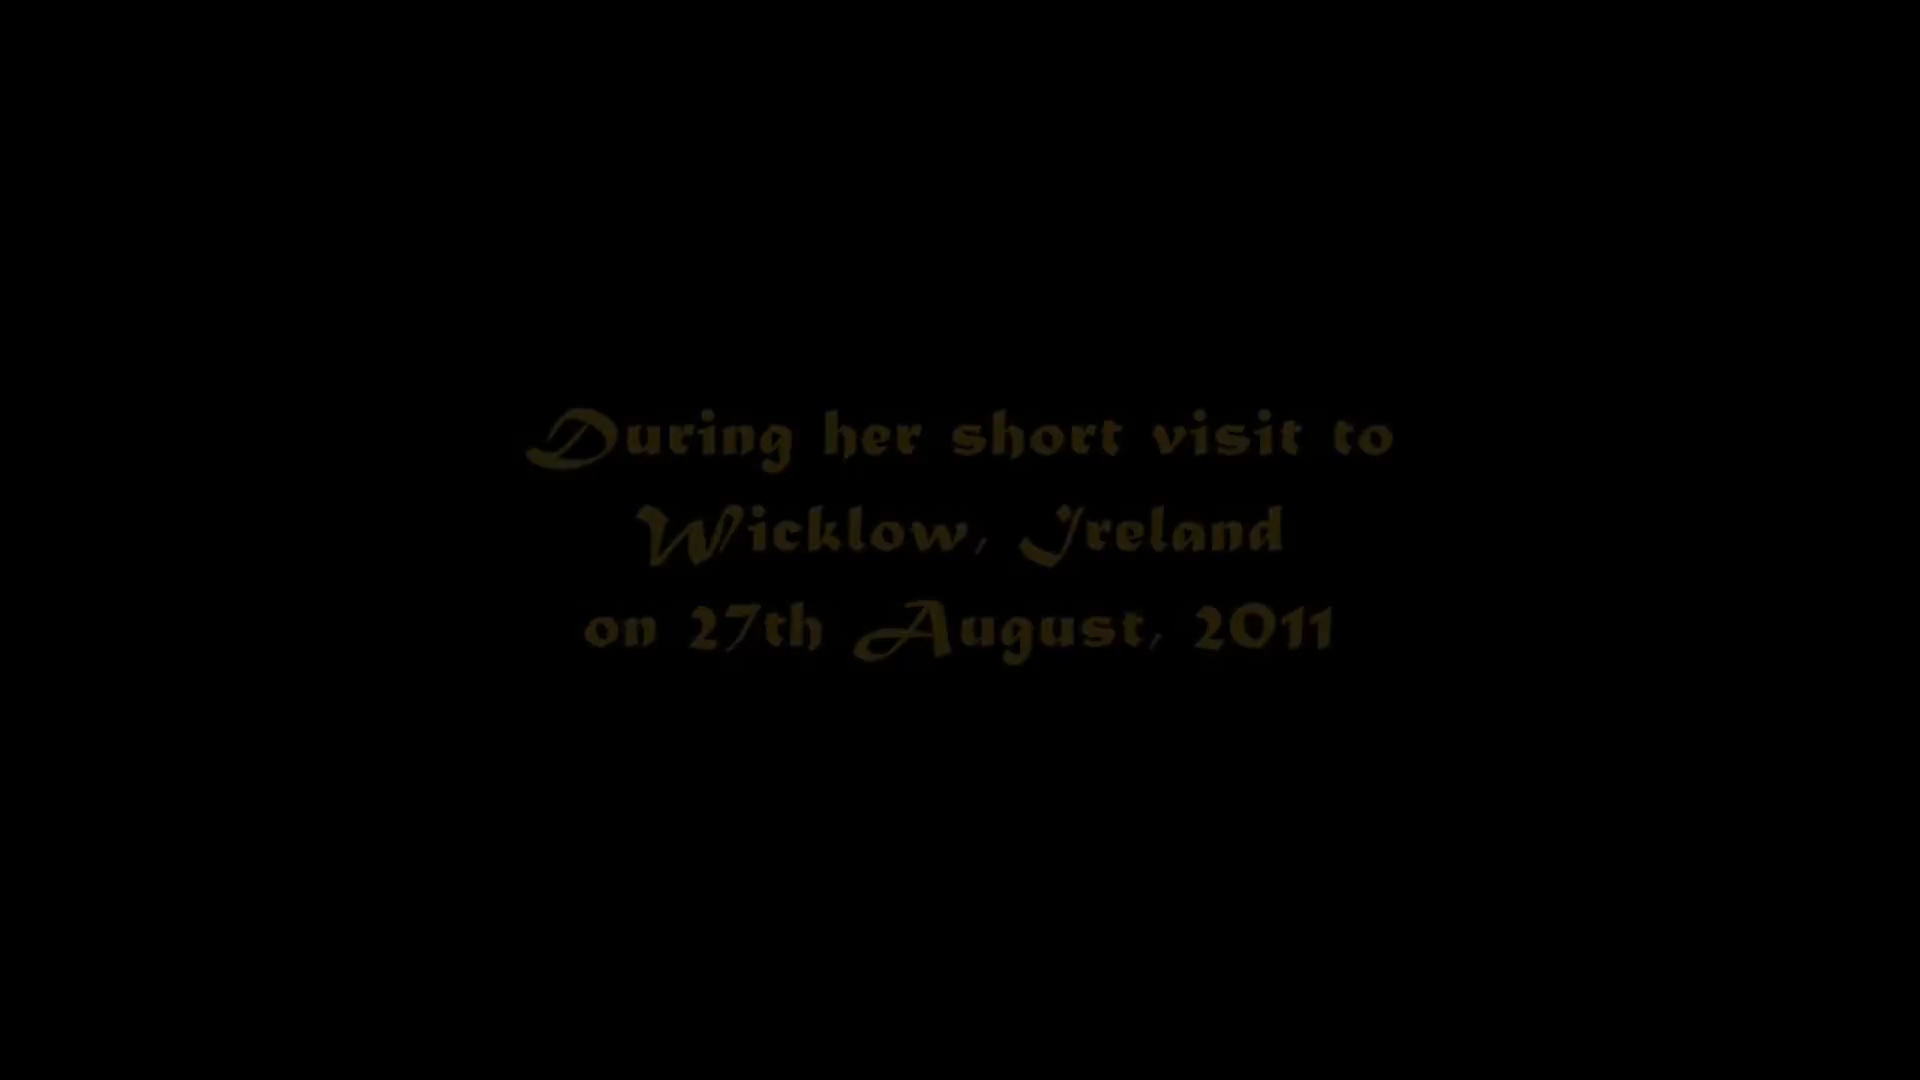 During her short visit to
Wicklow, Ireland
on 27th August, 2011